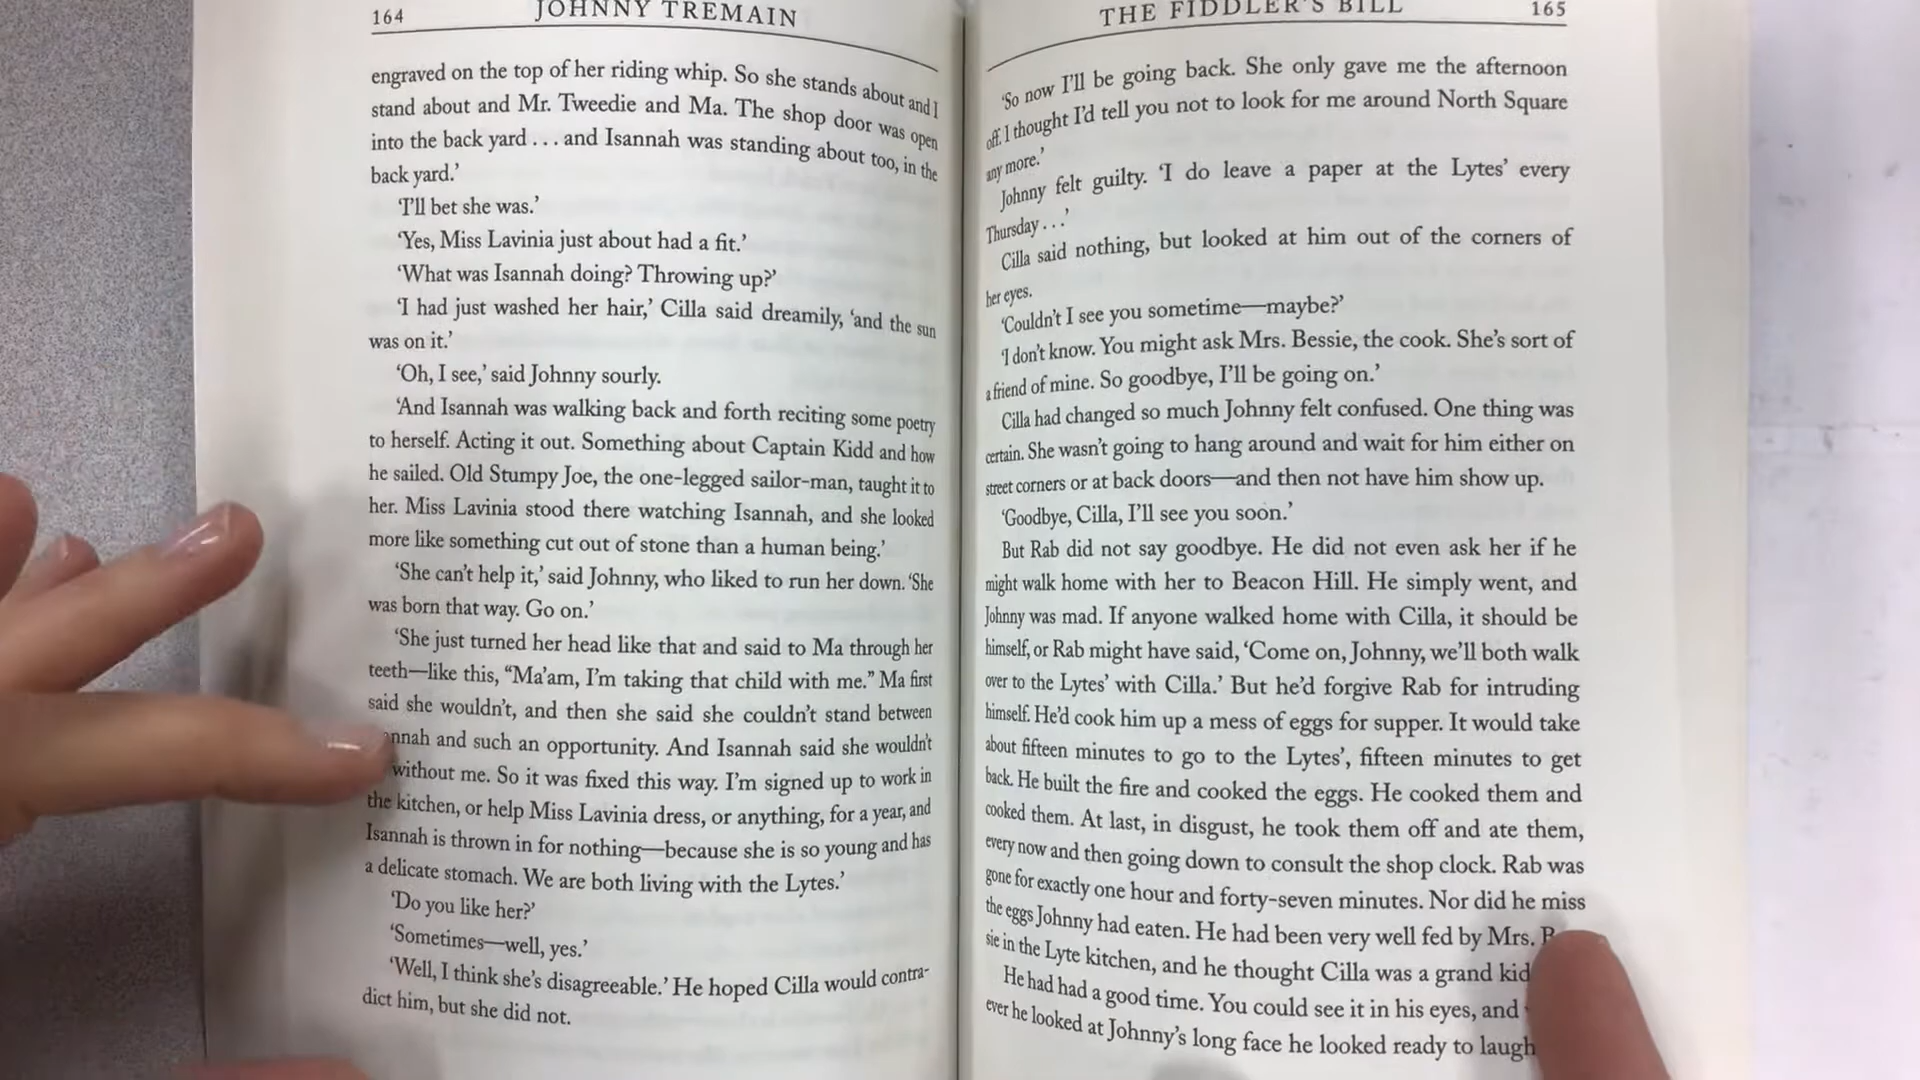 164 JOHNNY TREMAIN
engraved on the top of her riding whip. So she stands about and I
stand about and Mr. Tweedie and Ma. The shop door was open
into the back yard . . . and Isannah was standing about too, in the
back yard.’
‘I’ll bet she was.’
‘Yes, Miss Lavinia just about had a fit.’
‘What was Isannah doing? Throwing up?’
‘I had just washed her hair,’ Cilla said dreamily, ‘and the sun
was on it.’
‘Oh, I see,’ said Johnny sourly.
‘And Isannah was walking back and forth reciting some poetry
to herself. Acting it out. Something about Captain Kidd and how
he sailed. Old Stumpy Joe, the one-legged sailor-man, taught it to
her. Miss Lavinia stood there watching Isannah, and she looked
more like something cut out of stone than a human being.’
‘She can’t help it,’ said Johnny, who liked to run her down. ‘She
was born that way. Go on.’
‘She just turned her head like that and said to Ma through her
teeth—like this, “Ma’am, I’m taking that child with me.” Ma first
said she wouldn’t, and then she said she couldn’t stand between
annah and such an opportunity. And Isannah said she wouldn’t
without me. So it was fixed this way. I’m signed up to work in
the kitchen, or help Miss Lavinia dress, or anything, for a year, and
Isannah is thrown in for nothing—because she is so young and has
a delicate stomach. We are both living with the Lytes.’
‘Do you like her?’
‘Sometimes—well, yes.’
‘Well, I think she’s disagreeable.’ He hoped Cilla would contra-
dict him, but she did not.
THE FIDDLER’S BILL 165
‘So now I’ll be going back. She only gave me the afternoon
off. I thought I’d tell you not to look for me around North Square
any more.’
Johnny felt guilty. ‘I do leave a paper at the Lytes’ every
Thursday . . .’
Cilla said nothing, but looked at him out of the corners of
her eyes.
‘Couldn’t I see you sometime—maybe?’
‘I don’t know. You might ask Mrs. Bessie, the cook. She’s sort of
a friend of mine. So goodbye, I’ll be going on.’
Cilla had changed so much Johnny felt confused. One thing was
certain. She wasn’t going to hang around and wait for him either on
street corners or at back doors—and then not have him show up.
‘Goodbye, Cilla, I’ll see you soon.’
But Rab did not say goodbye. He did not even ask her if he
might walk home with her to Beacon Hill. He simply went, and
Johnny was mad. If anyone walked home with Cilla, it should be
himself, or Rab might have said, ‘Come on, Johnny, we’ll both walk
over to the Lytes’ with Cilla.’ But he’d forgive Rab for intruding
himself. He’d cook him up a mess of eggs for supper. It would take
about fifteen minutes to go to the Lytes’, fifteen minutes to get
back. He built the fire and cooked the eggs. He cooked them and
cooked them. At last, in disgust, he took them off and ate them,
every now and then going down to consult the shop clock. Rab was
gone for exactly one hour and forty-seven minutes. Nor did he miss
the eggs Johnny had eaten. He had been very well fed by Mrs.
sie in the Lyte kitchen, and he thought Cilla was a grand kid
He had had a good time. You could see it in his eyes, and
ever he looked at Johnny’s long face he looked ready to laugh